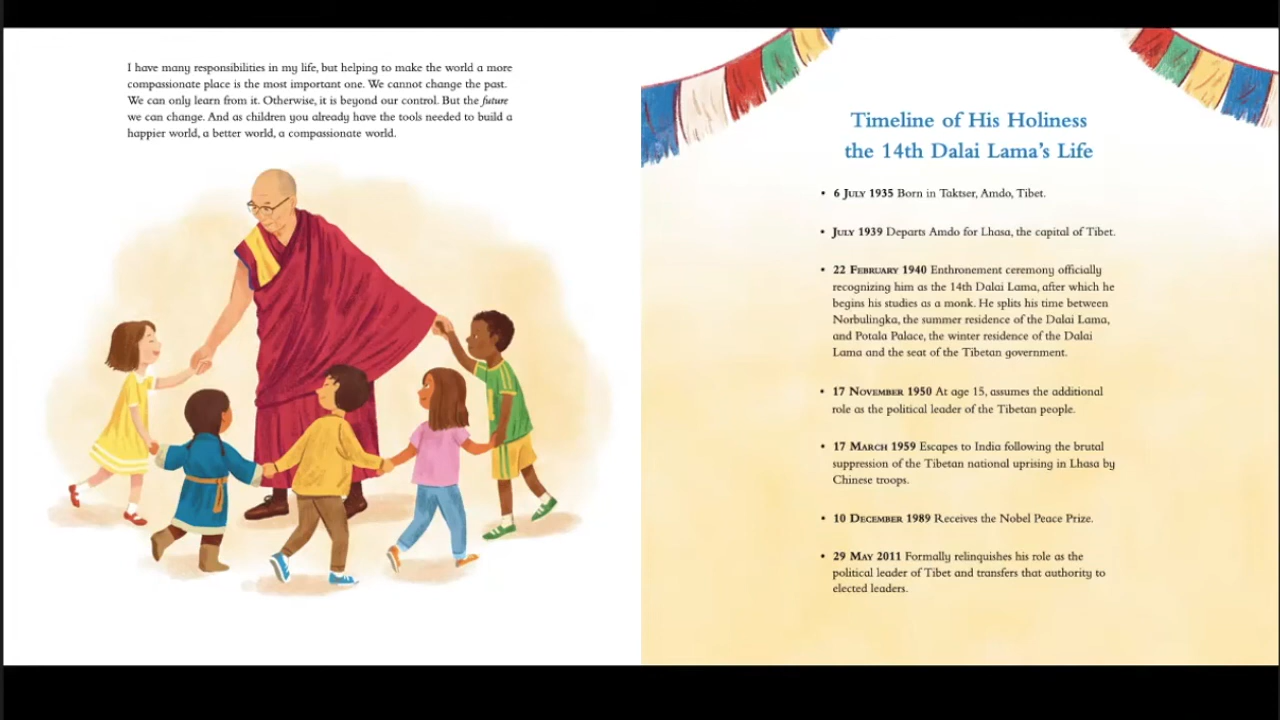 I have many responsibilities in my life, but helping to make the world a more
compassionate place is the most important one. We cannot change the past.
We can only learn from it. Otherwise, it is beyond our control. But the future
we can change. And as children you already have the tools needed to build a
happier world, a better world, a compassionate world.
Timeline of His Holiness
the 14th Dalai Lama's Life
• 6 July 1935 Born in Taktser, Amdo, Tibet.
• July 1939 Departs Amdo for Lhasa, the capital of Tibet.
• 22 February 1940 Enthronement ceremony officially
recognizing him as the 14th Dalai Lama, after which he
begins his studies as a monk. He splits his time between
Norbulingka, the summer residence of the Dalai Lama,
and Potala Palace, the winter residence of the Dalai
Lama and the seat of the Tibetan government.
• 17 November 1950 At age 15, assumes the additional
role as the political leader of the Tibetan people.
• 17 March 1959 Escapes to India following the brutal
suppression of the Tibetan national uprising in Lhasa by
Chinese troops.
• 10 December 1989 Receives the Nobel Peace Prize.
• 29 May 2011 Formally relinquishes his role as the
political leader of Tibet and transfers that authority to
elected leaders.